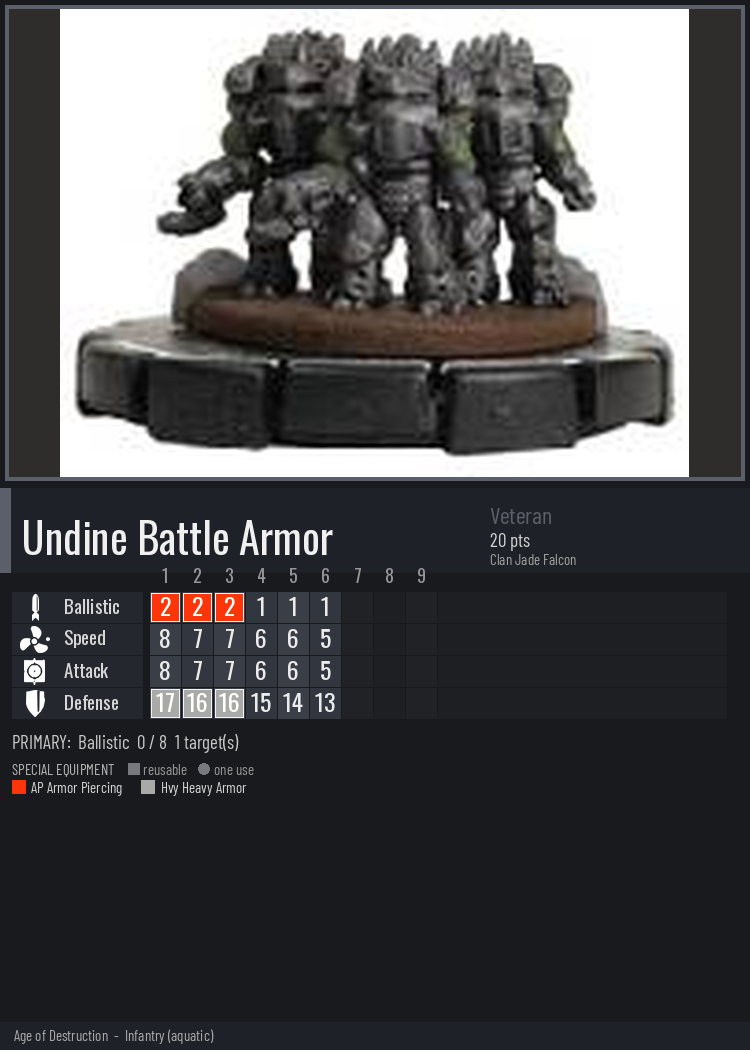 Undine Battle Armor
Veteran
20 pts
Clan Jade Falcon
1 2 3 4 5 6 7 8 9
Ballistic 2 2 2 1 1 1
Speed 8 7 7 6 6 5
Attack 8 7 7 6 6 5
Defense 17 16 16 15 14 13
PRIMARY: Ballistic 0 / 8 1 target(s)
SPECIAL EQUIPMENT reusable one use
AP Armor Piercing Hvy Heavy Armor
Age of Destruction - Infantry (aquatic)